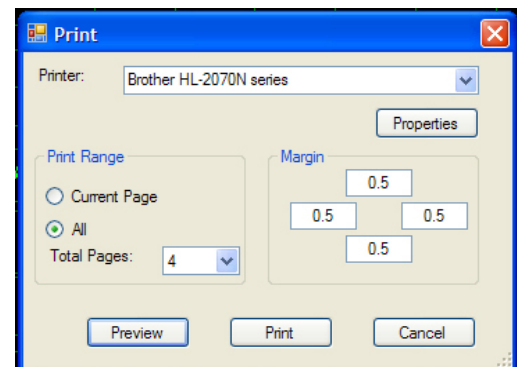 Print
Printer: Brother HL-2070N series
Properties
Print Range
Current Page
All
Total Pages: 4
Margin
0.5
0.5 0.5
0.5
Preview Print Cancel